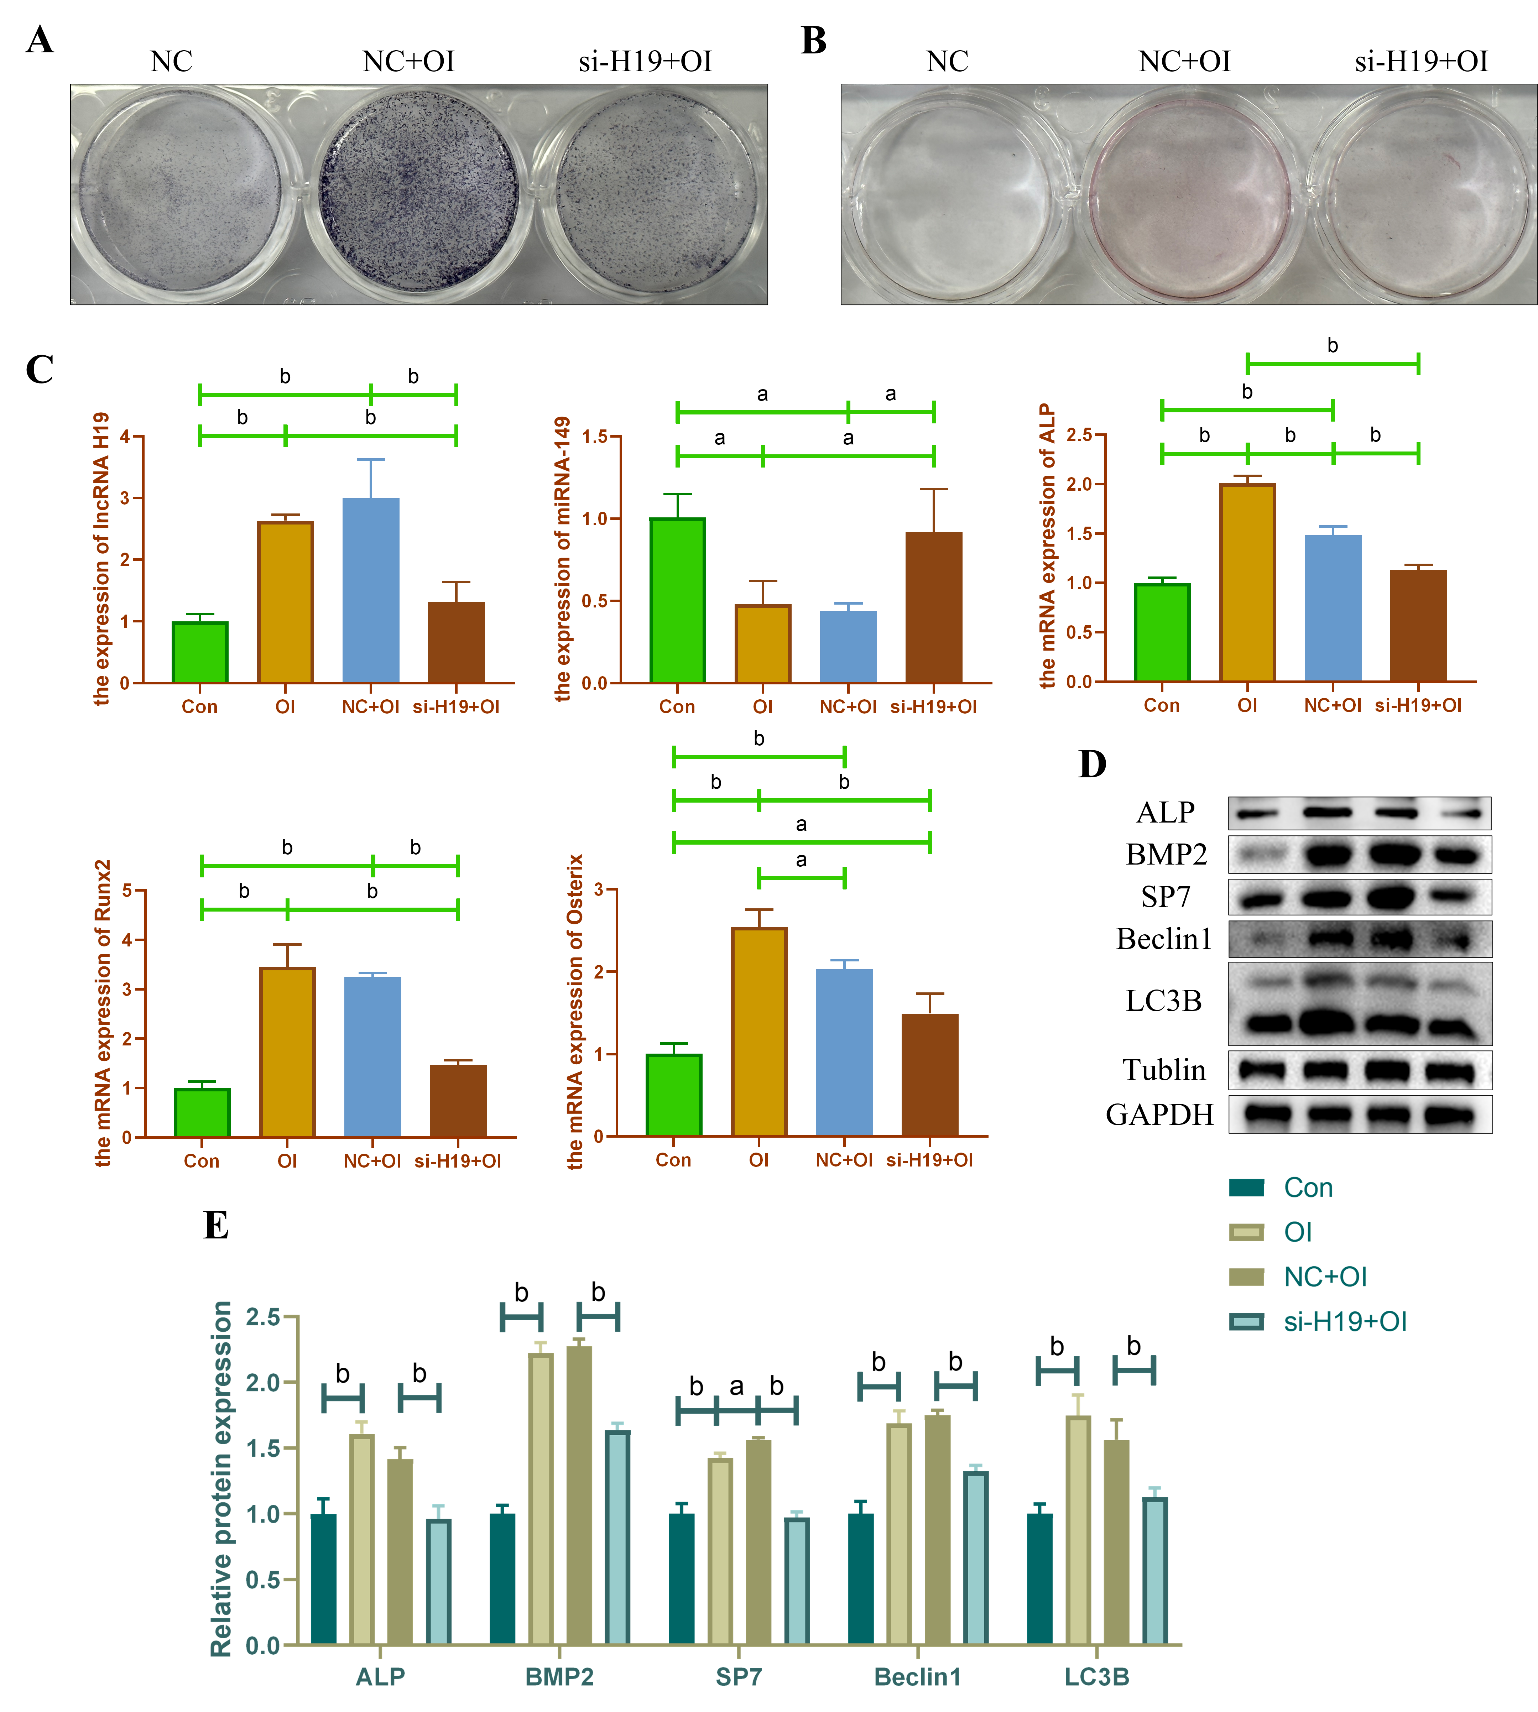 A
NC NC+OI si-H19+OI
B
NC NC+OI si-H19+OI
C
the expression of lncRNA H19
b b
b b
4
3
2
1
0
Con OI NC+OI si-H19+OI
the expression of miRNA-149
a a
a a
1.5
1.0
0.5
0.0
Con OI NC+OI si-H19+OI
the mRNA expression of ALP
b
b
b b b
2.5
2.0
1.5
1.0
0.5
0.0
Con OI NC+OI si-H19+OI
the mRNA expression of Runx2
b b
b b
5
4
3
2
1
0
Con OI NC+OI si-H19+OI
the mRNA expression of Osterix
b
b b
a
a
3
2
1
0
Con OI NC+OI si-H19+OI
D
ALP
BMP2
SP7
Beclin1
LC3B
Tublin
GAPDH
Con
OI
NC+OI
si-H19+OI
E
Relative protein expression
2.5
2.0
1.5
1.0
0.5
0.0
b b b b b a b b b b b
ALP BMP2 SP7 Beclin1 LC3B